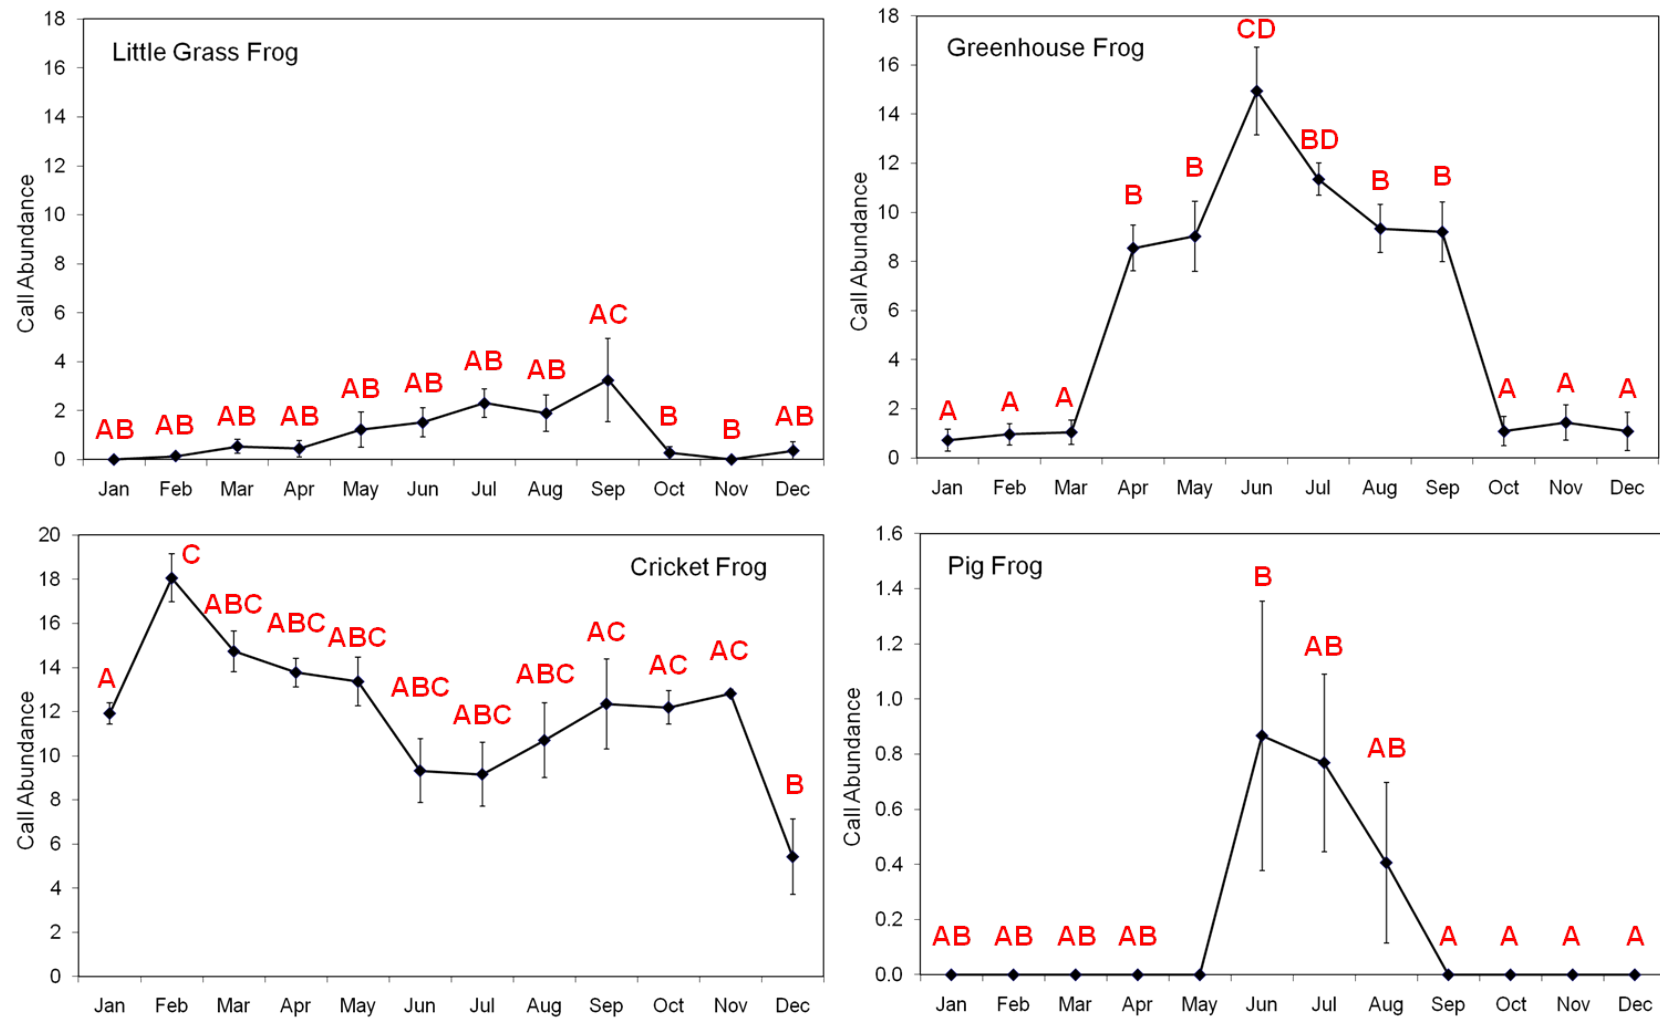 Little Grass Frog
Call Abundance
18
16
14
12
10
8
6
4
2
0
AB AB AB AB AB AB AB AB AC B B AB
Jan Feb Mar Apr May Jun Jul Aug Sep Oct Nov Dec
Greenhouse Frog
Call Abundance
18
16
14
12
10
8
6
4
2
0
A A A B B CD BD B B A A A
Jan Feb Mar Apr May Jun Jul Aug Sep Oct Nov Dec
Cricket Frog
Call Abundance
20
18
16
14
12
10
8
6
4
2
0
A C ABC ABC ABC ABC ABC ABC AC AC AC B
Jan Feb Mar Apr May Jun Jul Aug Sep Oct Nov Dec
Pig Frog
Call Abundance
1.6
1.4
1.2
1.0
0.8
0.6
0.4
0.2
0.0
AB AB AB AB B AB AB A A A A
Jan Feb Mar Apr May Jun Jul Aug Sep Oct Nov Dec